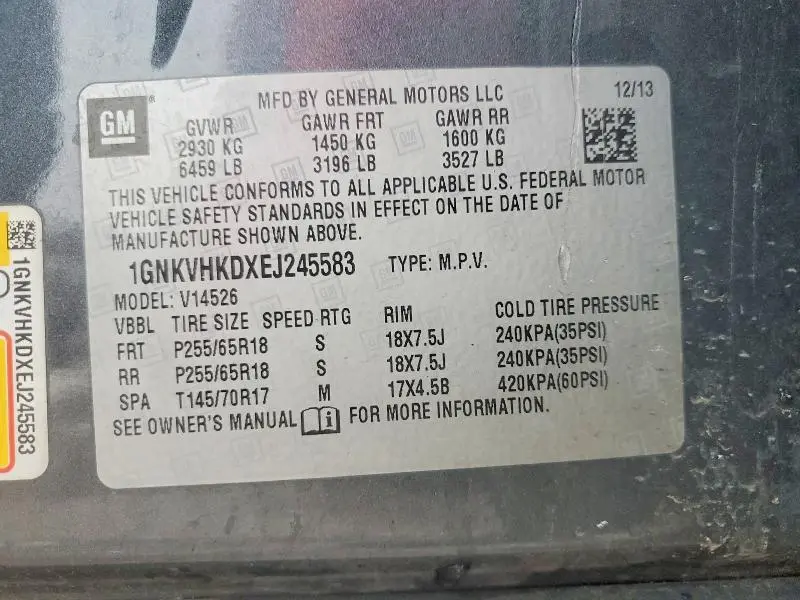 GM
MFD BY GENERAL MOTORS LLC 12/13
GVWR GAWR FRT GAWR RR
2930 KG 1450 KG 1600 KG
6459 LB 3196 LB 3527 LB
THIS VEHICLE CONFORMS TO ALL APPLICABLE U.S. FEDERAL MOTOR
VEHICLE SAFETY STANDARDS IN EFFECT ON THE DATE OF
MANUFACTURE SHOWN ABOVE.
1GNKVHKDXEJ245583 TYPE: M.P.V.
MODEL: V14526
VBBL TIRE SIZE SPEED RTG RIM COLD TIRE PRESSURE
FRT P255/65R18 S 18X7.5J 240KPA(35PSI)
RR P255/65R18 S 18X7.5J 240KPA(35PSI)
SPA T145/70R17 M 17X4.5B 420KPA(60PSI)
SEE OWNER'S MANUAL FOR MORE INFORMATION.
1GNKVHKDXEJ245583